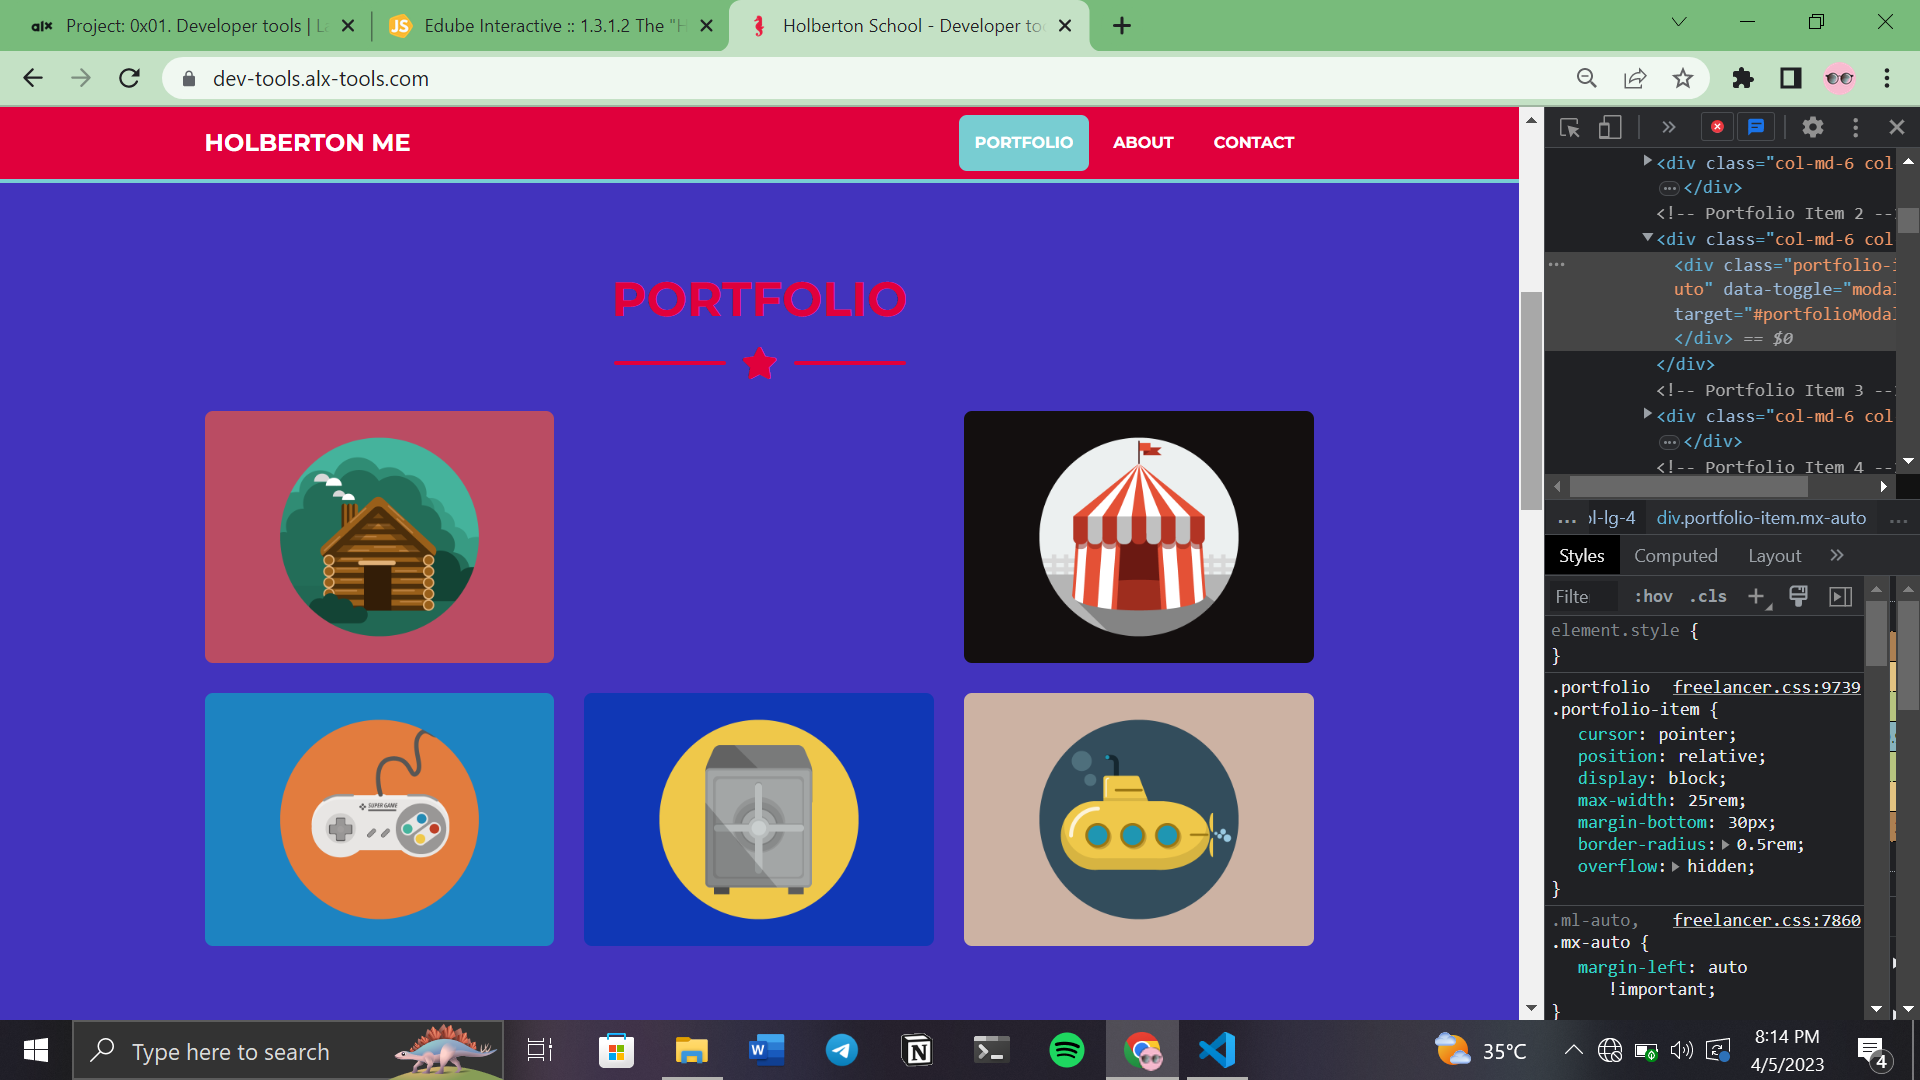 alx Project: 0x01. Developer tools | La
JS Edube Interactive :: 1.3.1.2 The "H
Holberton School - Developer too
dev-tools.alx-tools.com
HOLBERTON ME
PORTFOLIO ABOUT CONTACT
PORTFOLIO
SUPER GAME
<div class="col-md-6 col
</div>
<!-- Portfolio Item 2 --
<div class="col-md-6 col
<div class="portfolio-i
uto" data-toggle="modal
target="#portfolioModal
</div> == $0
</div>
<!-- Portfolio Item 3 --
<div class="col-md-6 col
</div>
<!-- Portfolio Item 4 --
... ol-lg-4 div.portfolio-item.mx-auto ...
Styles Computed Layout
Filte :hov .cls
element.style {
}
.portfolio freelancer.css:9739
.portfolio-item {
cursor: pointer;
position: relative;
display: block;
max-width: 25rem;
margin-bottom: 30px;
border-radius: 0.5rem;
overflow: hidden;
}
.ml-auto, freelancer.css:7860
.mx-auto {
margin-left: auto
!important;
}
Type here to search
35°C
8:14 PM
4/5/2023
4